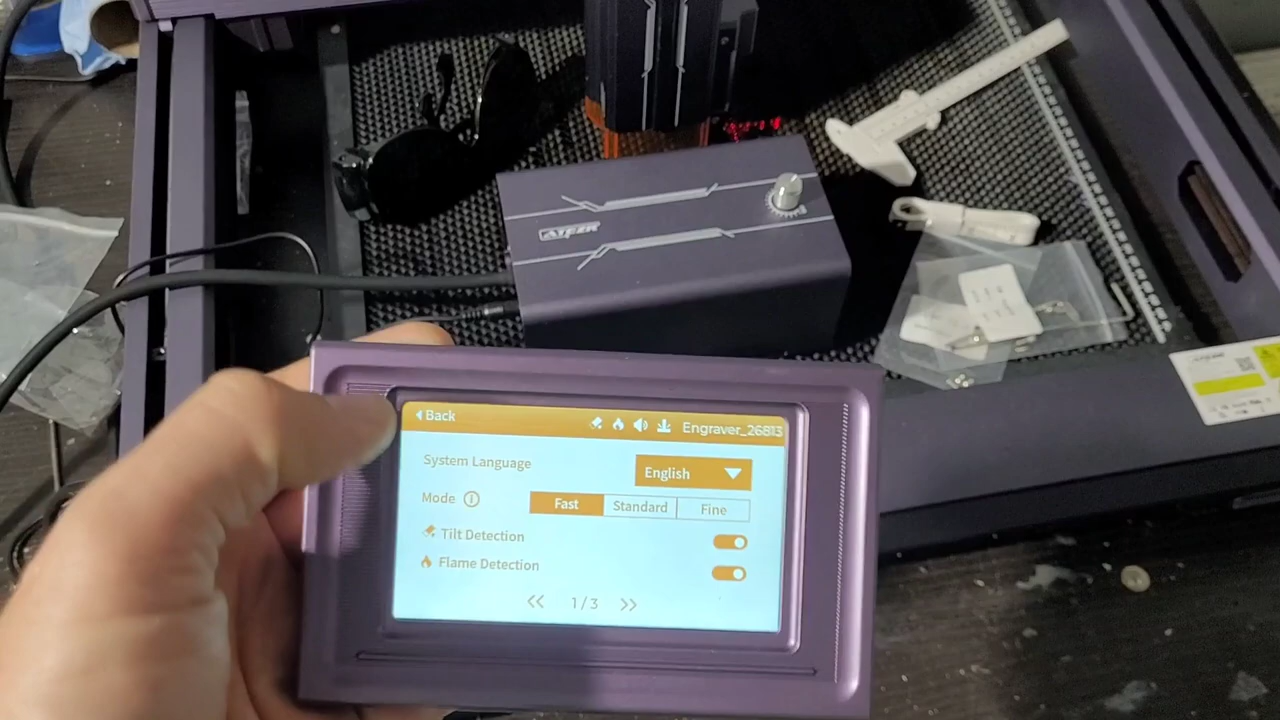 ATEZR
Back
Engraver_26813
System Language
English
Mode
Fast
Standard
Fine
Tilt Detection
Flame Detection
1/3